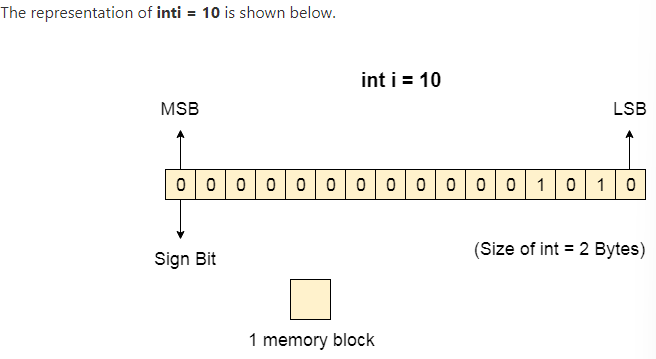 The representation of inti = 10 is shown below.
int i = 10
MSB LSB
0 0 0 0 0 0 0 0 0 0 0 0 1 0 1 0
Sign Bit (Size of int = 2 Bytes)
1 memory block